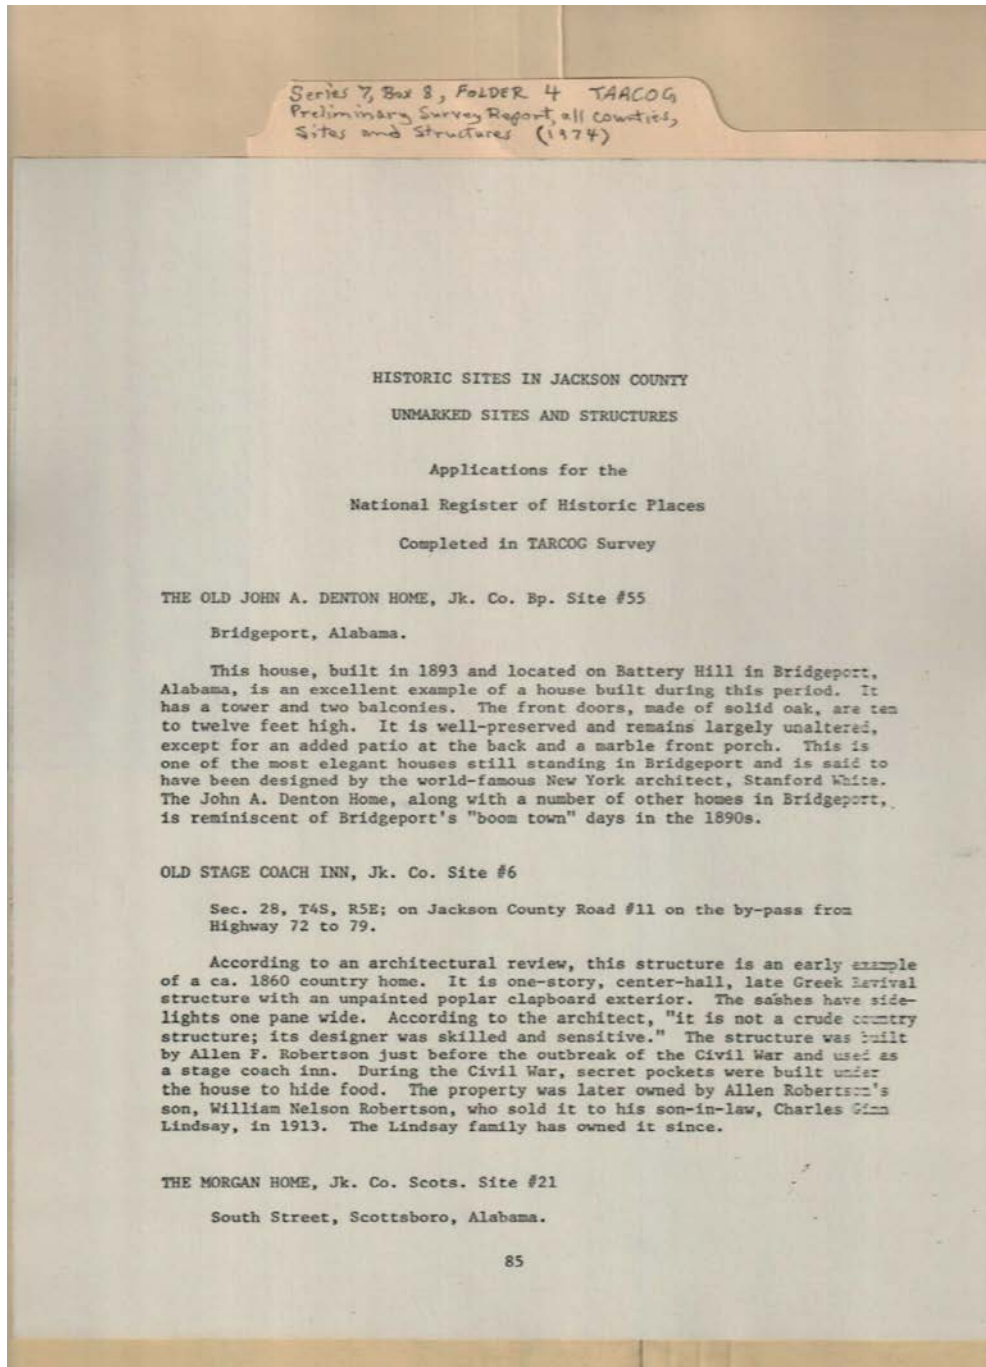 Series 7, Box 8, FOLDER 4 TARCOG
Preliminary Survey Report, all counties,
Sites and Structures (1974)
HISTORIC SITES IN JACKSON COUNTY
UNMARKED SITES AND STRUCTURES
Applications for the
National Register of Historic Places
Completed in TARCOG Survey
THE OLD JOHN A. DENTON HOME, Jk. Co. Bp. Site #55
Bridgeport, Alabama.
This house, built in 1893 and located on Battery Hill in Bridgeport,
Alabama, is an excellent example of a house built during this period. It
has a tower and two balconies. The front doors, made of solid oak, are ten
to twelve feet high. It is well-preserved and remains largely unaltered,
except for an added patio at the back and a marble front porch. This is
one of the most elegant houses still standing in Bridgeport and is said to
have been designed by the world-famous New York architect, Stanford White.
The John A. Denton Home, along with a number of other homes in Bridgeport,
is reminiscent of Bridgeport's "boom town" days in the 1890s.
OLD STAGE COACH INN, Jk. Co. Site #6
Sec. 28, T4S, R5E; on Jackson County Road #11 on the by-pass from
Highway 72 to 79.
According to an architectural review, this structure is an early example
of a ca. 1860 country home. It is one-story, center-hall, late Greek Revival
structure with an unpainted poplar clapboard exterior. The sashes have side-
lights one pane wide. According to the architect, "it is not a crude country
structure; its designer was skilled and sensitive." The structure was built
by Allen F. Robertson just before the outbreak of the Civil War and used as
a stage coach inn. During the Civil War, secret pockets were built under
the house to hide food. The property was later owned by Allen Robertson's
son, William Nelson Robertson, who sold it to his son-in-law, Charles
Lindsay, in 1913. The Lindsay family has owned it since.
THE MORGAN HOME, Jk. Co. Scots. Site #21
South Street, Scottsboro, Alabama.
85